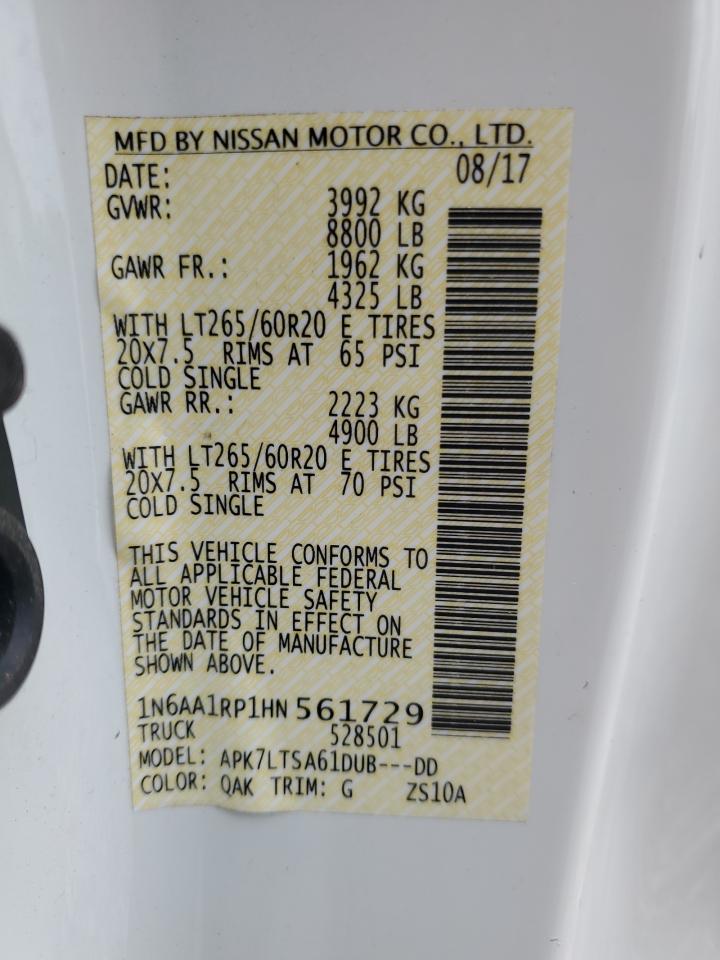 MFD BY NISSAN MOTOR CO., LTD.
DATE: 08/17
GVWR: 3992 KG
8800 LB
GAWR FR.: 1962 KG
4325 LB
WITH LT265/60R20 E TIRES
20X7.5 RIMS AT 65 PSI
COLD SINGLE
GAWR RR.: 2223 KG
4900 LB
WITH LT265/60R20 E TIRES
20X7.5 RIMS AT 70 PSI
COLD SINGLE
THIS VEHICLE CONFORMS TO
ALL APPLICABLE FEDERAL
MOTOR VEHICLE SAFETY
STANDARDS IN EFFECT ON
THE DATE OF MANUFACTURE
SHOWN ABOVE.
1N6AA1RP1HN561729
TRUCK 528501
MODEL: APK7LTSA61DUB---DD
COLOR: QAK TRIM: G ZS10A